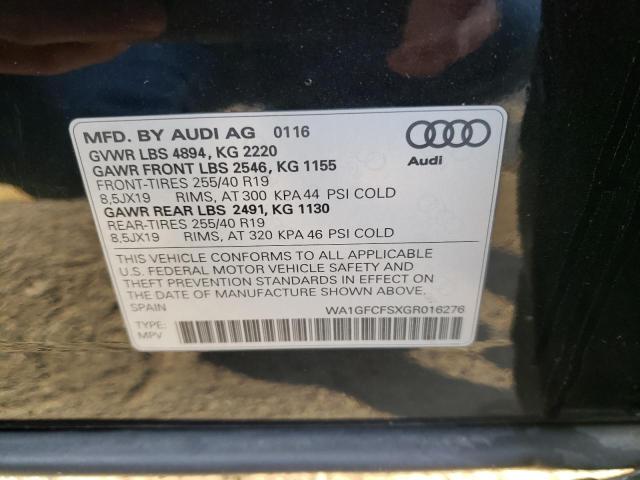 MFD. BY AUDI AG 0116
GVWR LBS 4894, KG 2220
GAWR FRONT LBS 2546, KG 1155
FRONT-TIRES 255/40 R19
8,5JX19 RIMS, AT 300 KPA 44 PSI COLD
GAWR REAR LBS 2491, KG 1130
REAR-TIRES 255/40 R19
8,5JX19 RIMS, AT 320 KPA 46 PSI COLD
Audi
THIS VEHICLE CONFORMS TO ALL APPLICABLE
U.S. FEDERAL MOTOR VEHICLE SAFETY AND
THEFT PREVENTION STANDARDS IN EFFECT ON
THE DATE OF MANUFACTURE SHOWN ABOVE.
SPAIN WA1GFCFSXGR016276
TYPE:
MPV